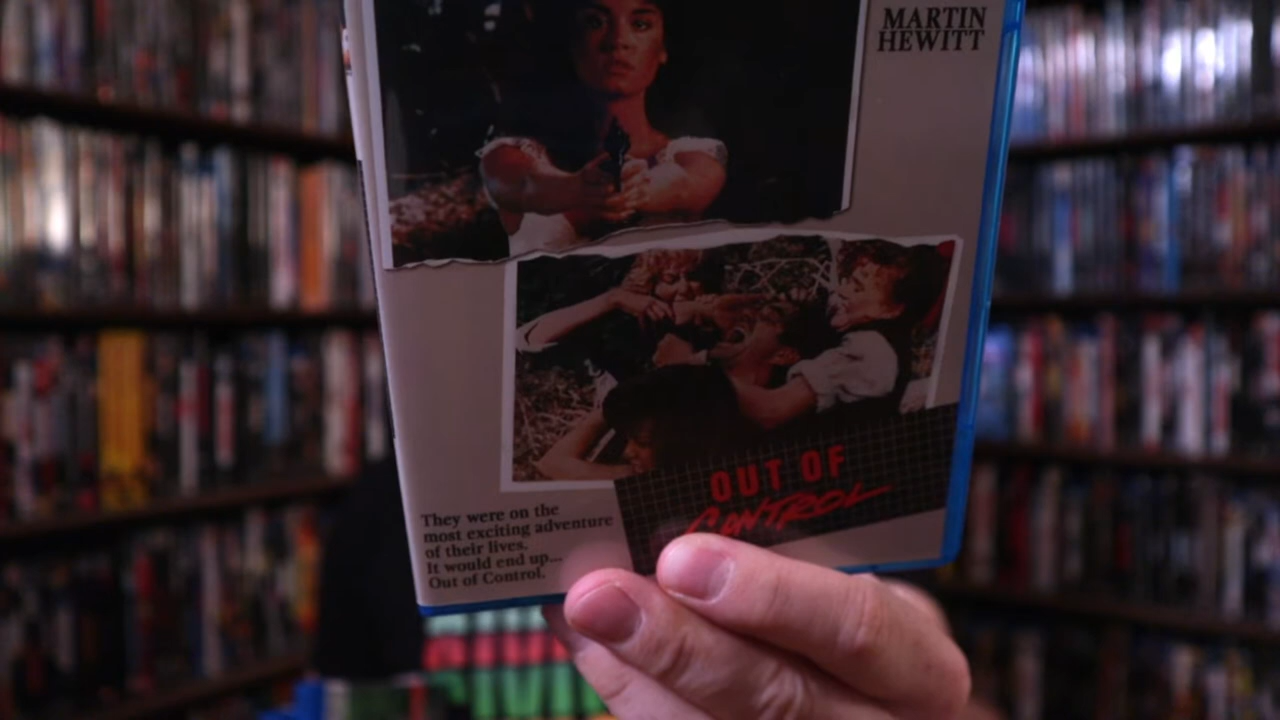 MARTIN
HEWITT
OUT OF
CONTROL
They were on the
most exciting adventure
of their lives.
It would end up...
Out of Control.